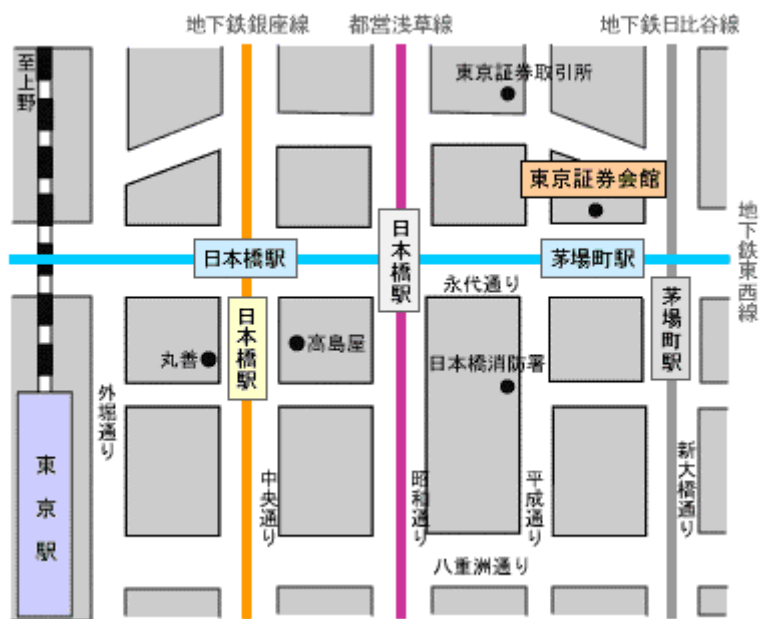 地下鉄銀座線
都営浅草線
地下鉄日比谷線
至上野
東京証券取引所
東京証券会館
地下鉄東西線
日本橋駅
日本橋駅
茅場町駅
永代通り
茅場町駅
日本橋駅
丸善
高島屋
日本橋消防署
外堀通り
東京駅
中央通り
昭和通り
平成通り
新大橋通り
八重洲通り